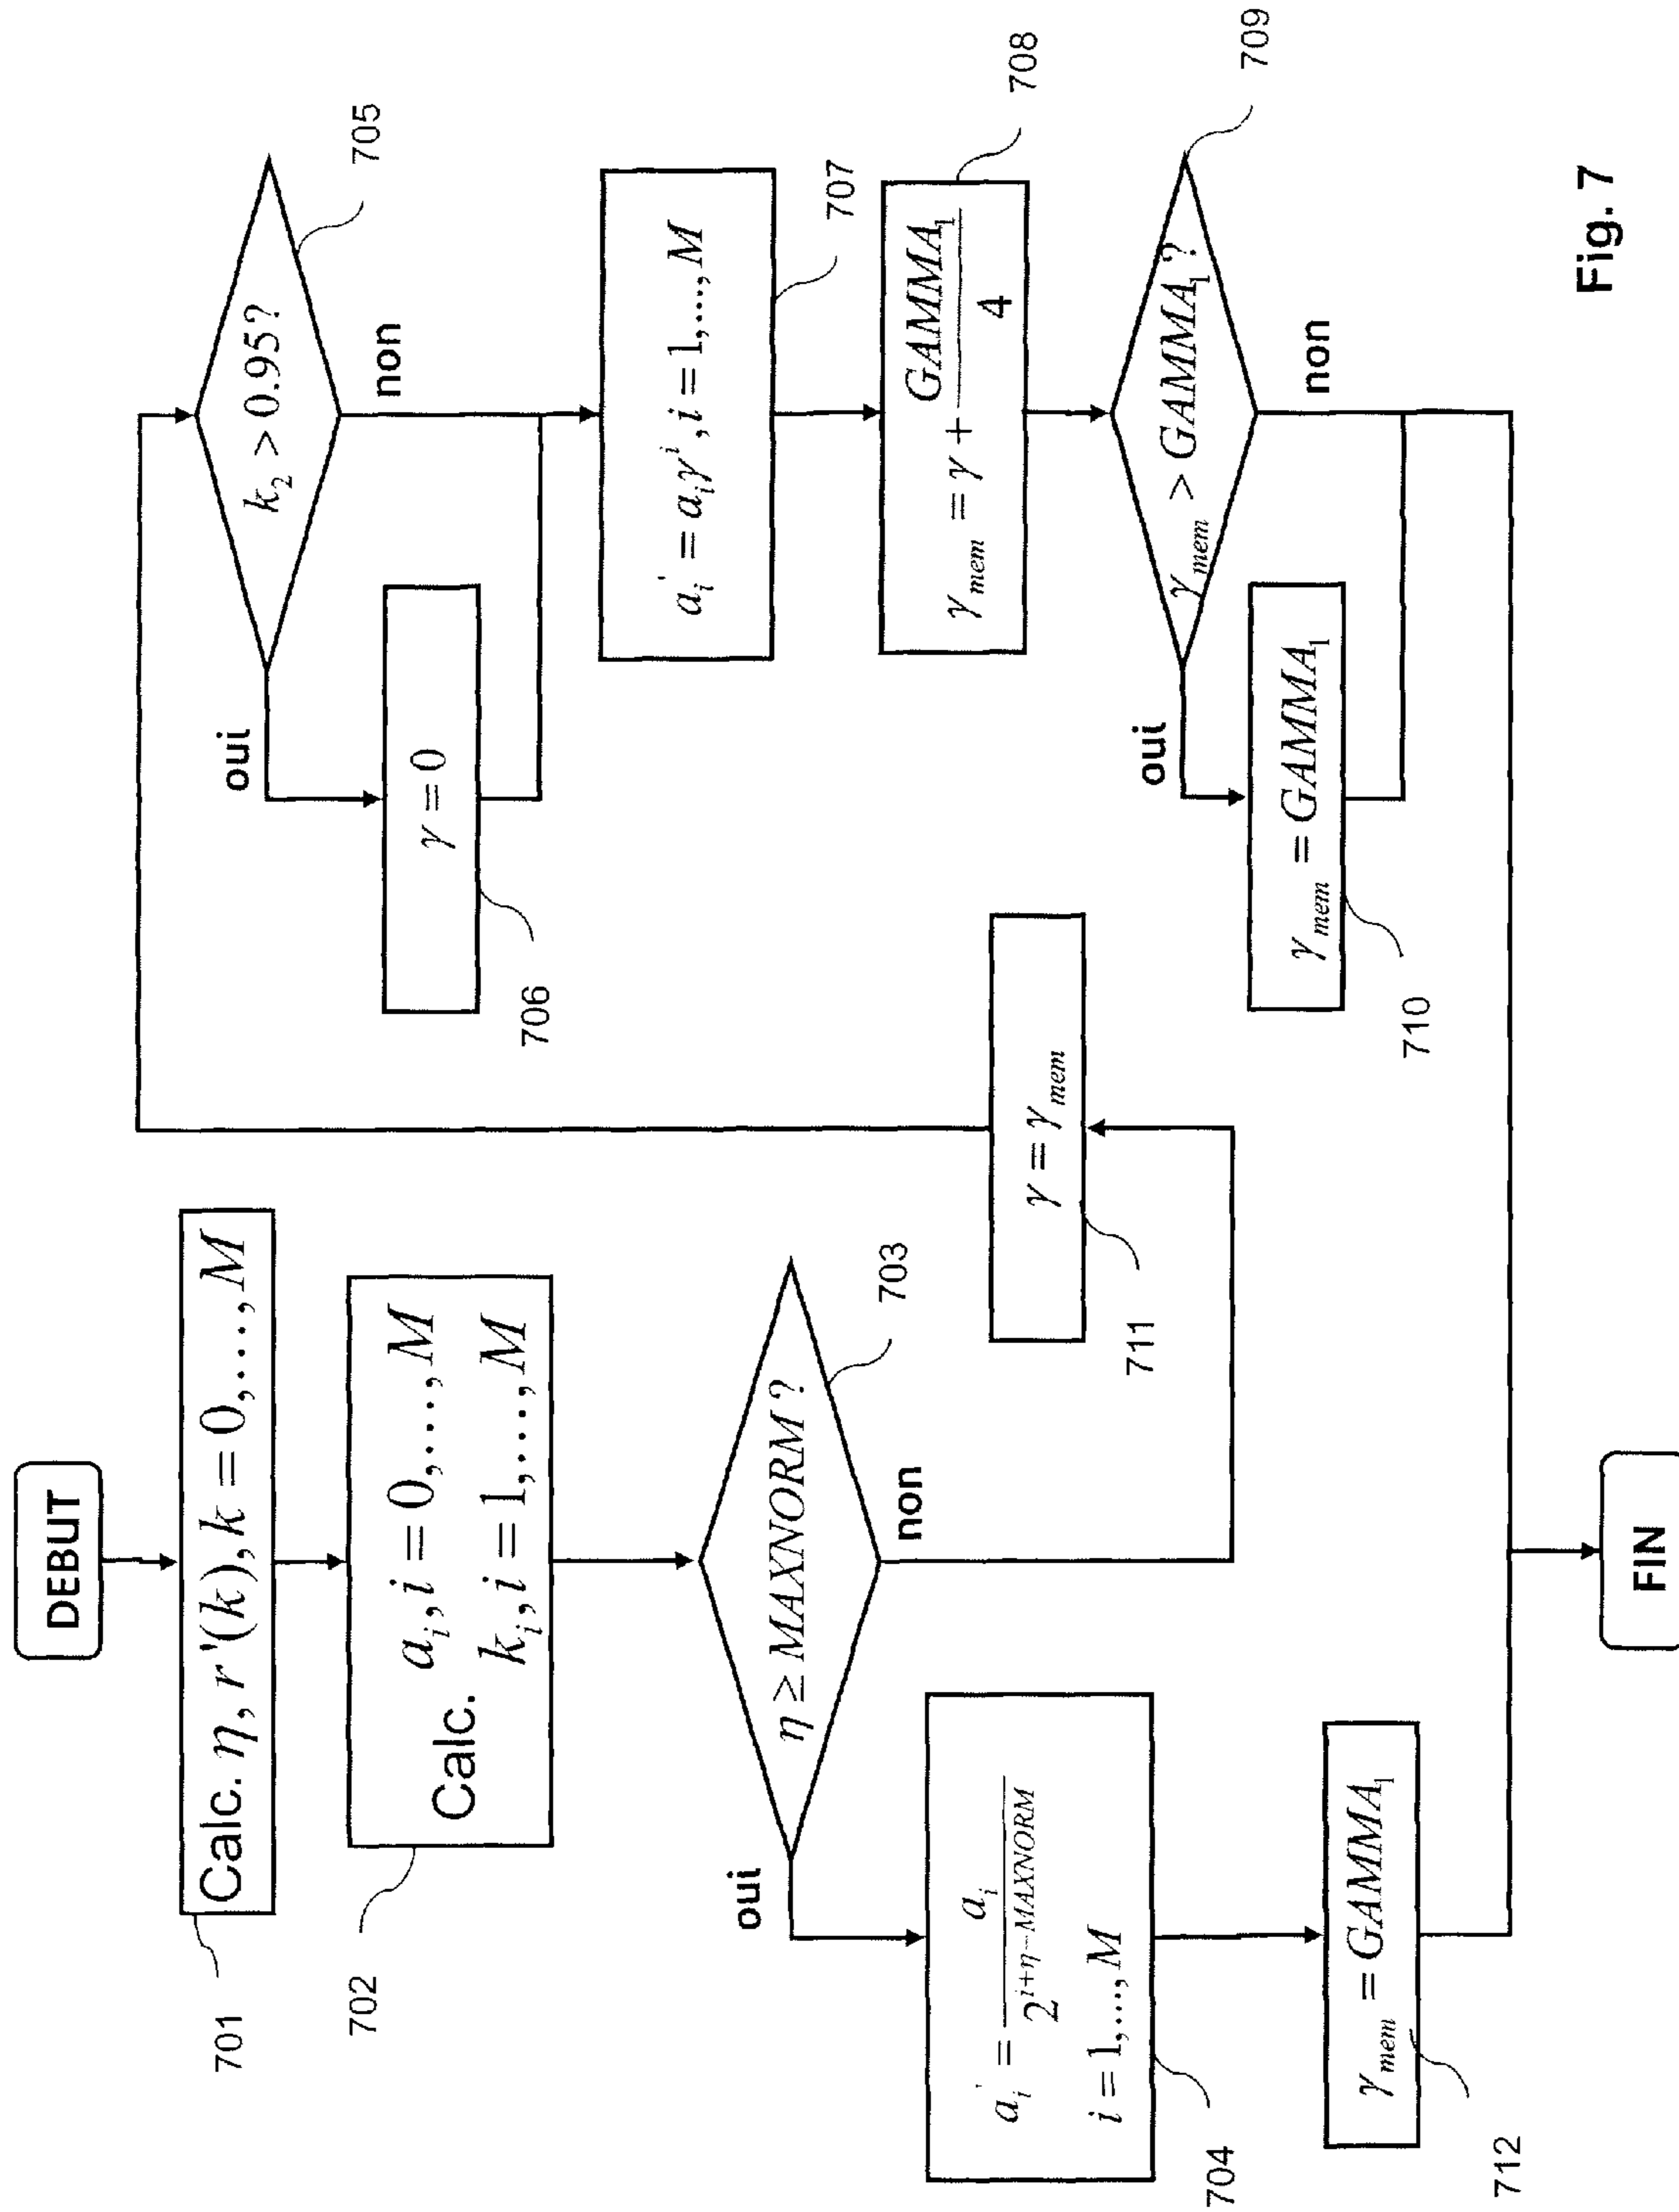 DEBUT
Calc. η, r'(k), k = 0,..., M
701
Calc.
a_i, i = 0,..., M
k_i, i = 1,..., M
702
η ≥ MAXNORM ?
703
oui
non
a_i' = a_i / 2^{i+η−MAXNORM}
i = 1,..., M
704
γ_mem = GAMMA_1
712
γ = γ_mem
711
k_2 > 0.95?
705
oui
non
γ = 0
706
a_i' = a_i γ^i, i = 1,..., M
707
γ_mem = γ + GAMMA_1 / 4
708
γ_mem > GAMMA_1 ?
709
oui
non
γ_mem = GAMMA_1
710
FIN
Fig. 7